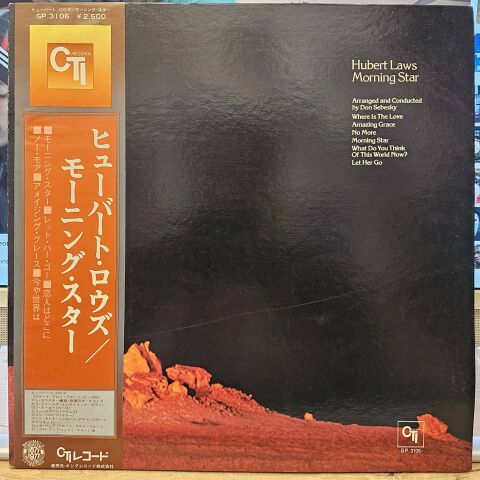 ヒューバート・ロウズ/モーニング・スター
GP 3106 ¥2,500
CTI
RECORDS
ヒューバート・ロウズ/
モーニング・スター
■モーニング・スター■レット・ハー・ゴー■恋人はどこに
■ノー・モア■アメイジング・グレース■今や世界は
CTIレコード
発売元・キングレコード株式会社
Hubert Laws
Morning Star
Arranged and Conducted
by Don Sebesky
Where Is The Love
Amazing Grace
No More
Morning Star
What Do You Think
Of This World Now?
Let Her Go
CTI
GP 3106